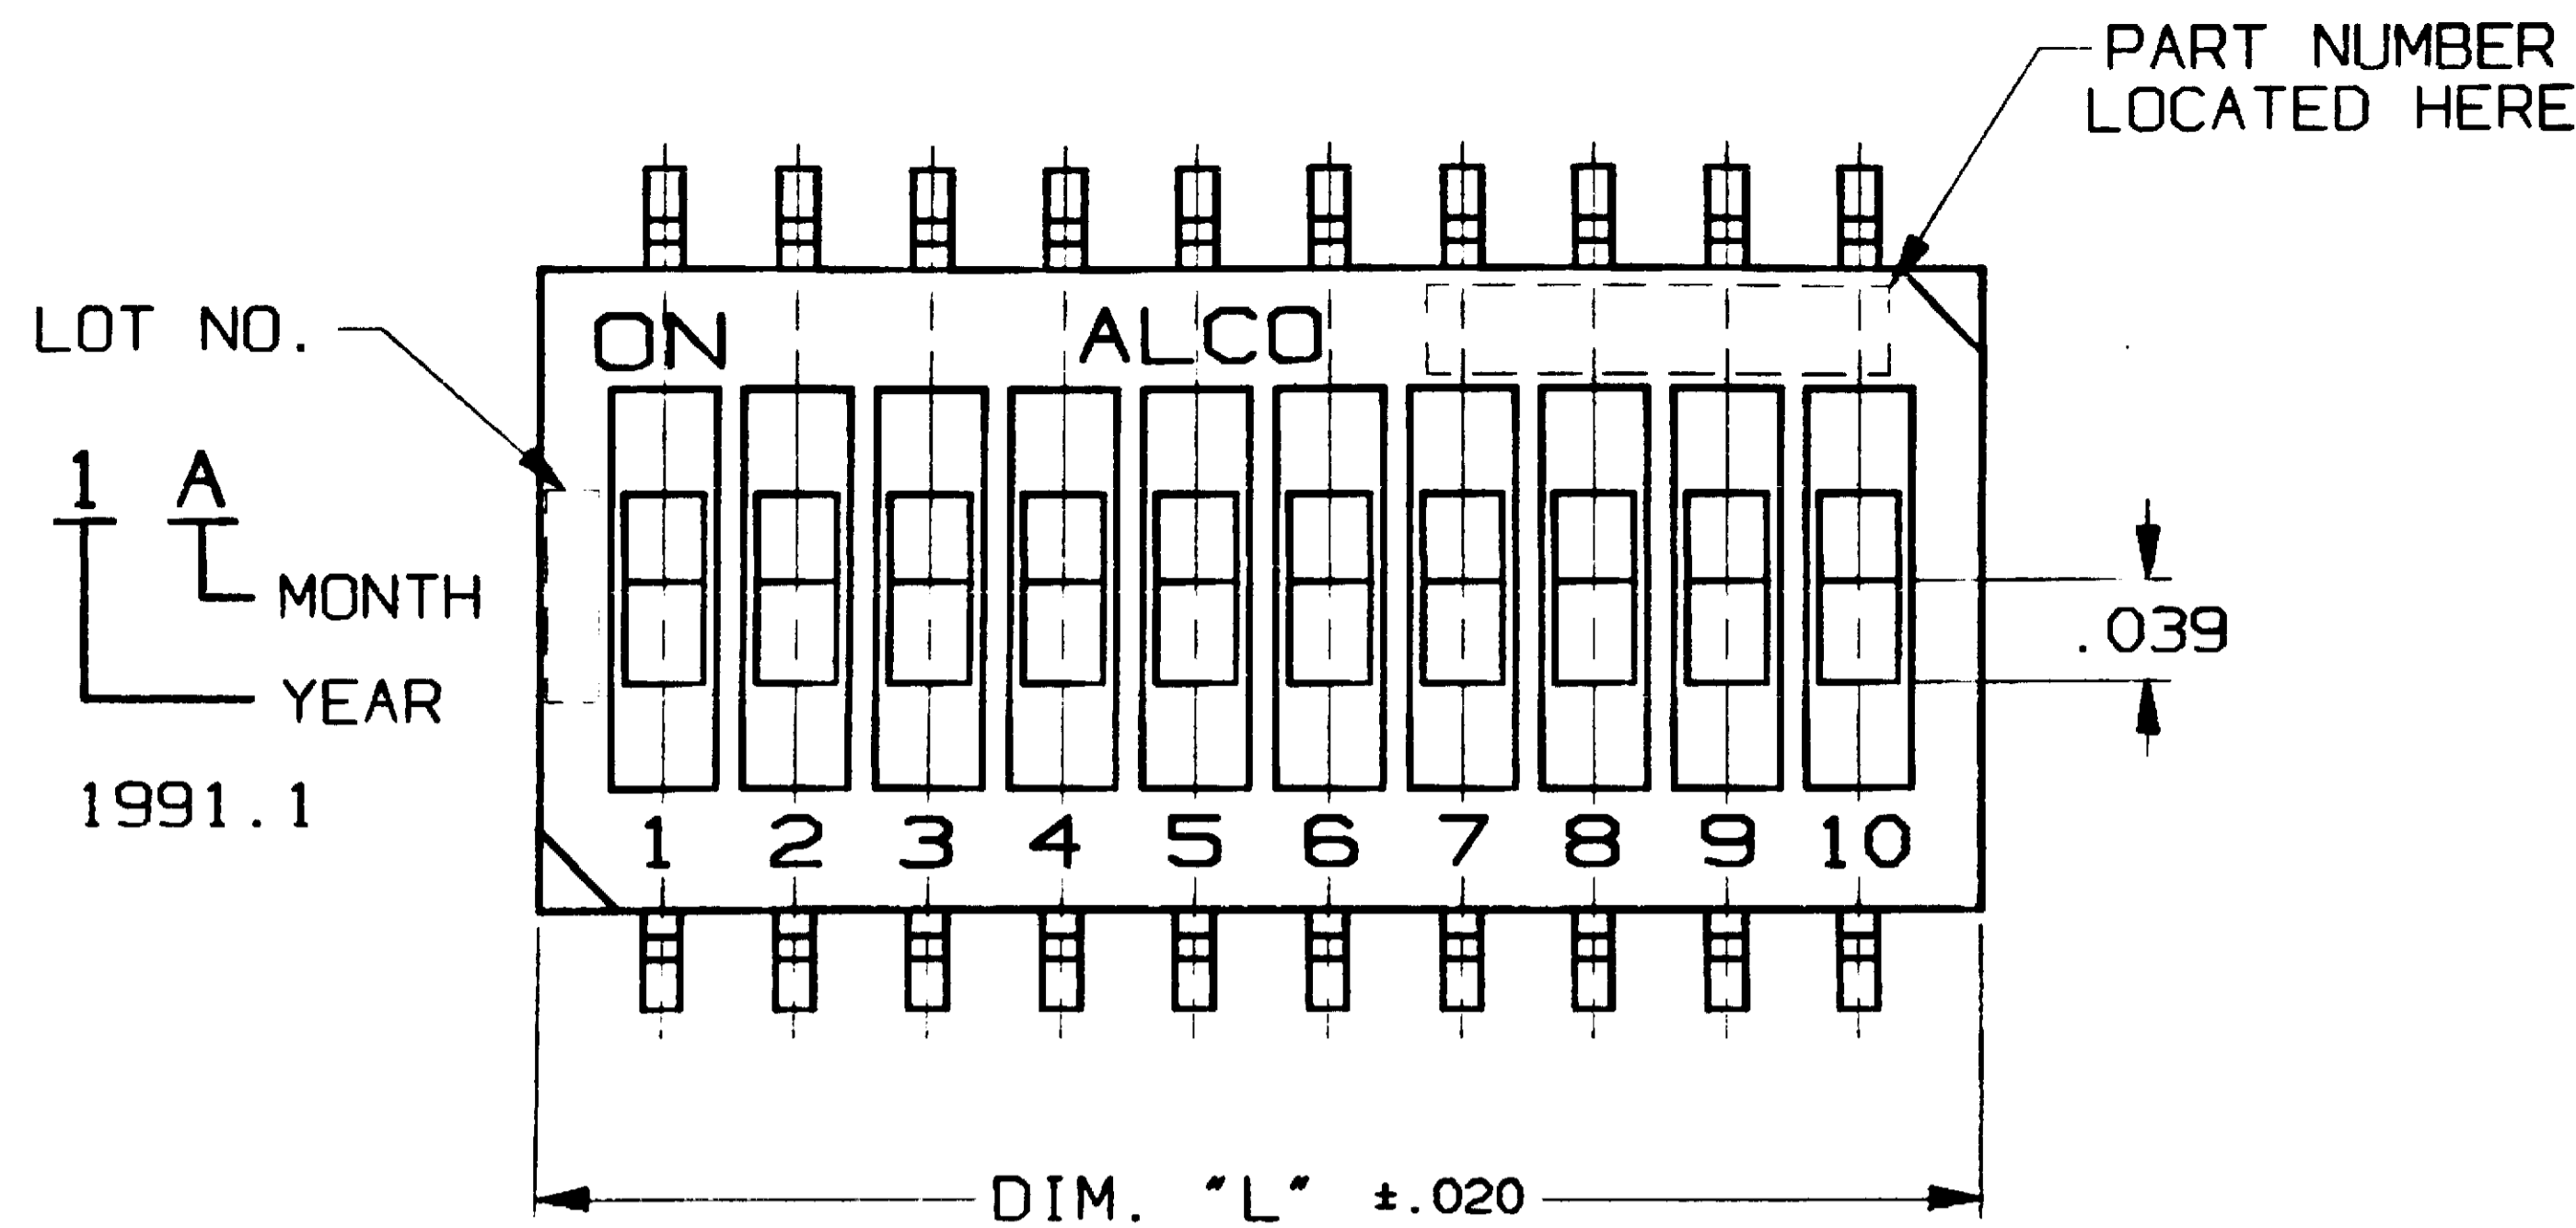 PART NUMBER
LOCATED HERE
LOT NO.
ON ALCO
1 A
MONTH
.039
YEAR
1991.1
1 2 3 4 5 6 7 8 9 10
DIM. "L" ±.020